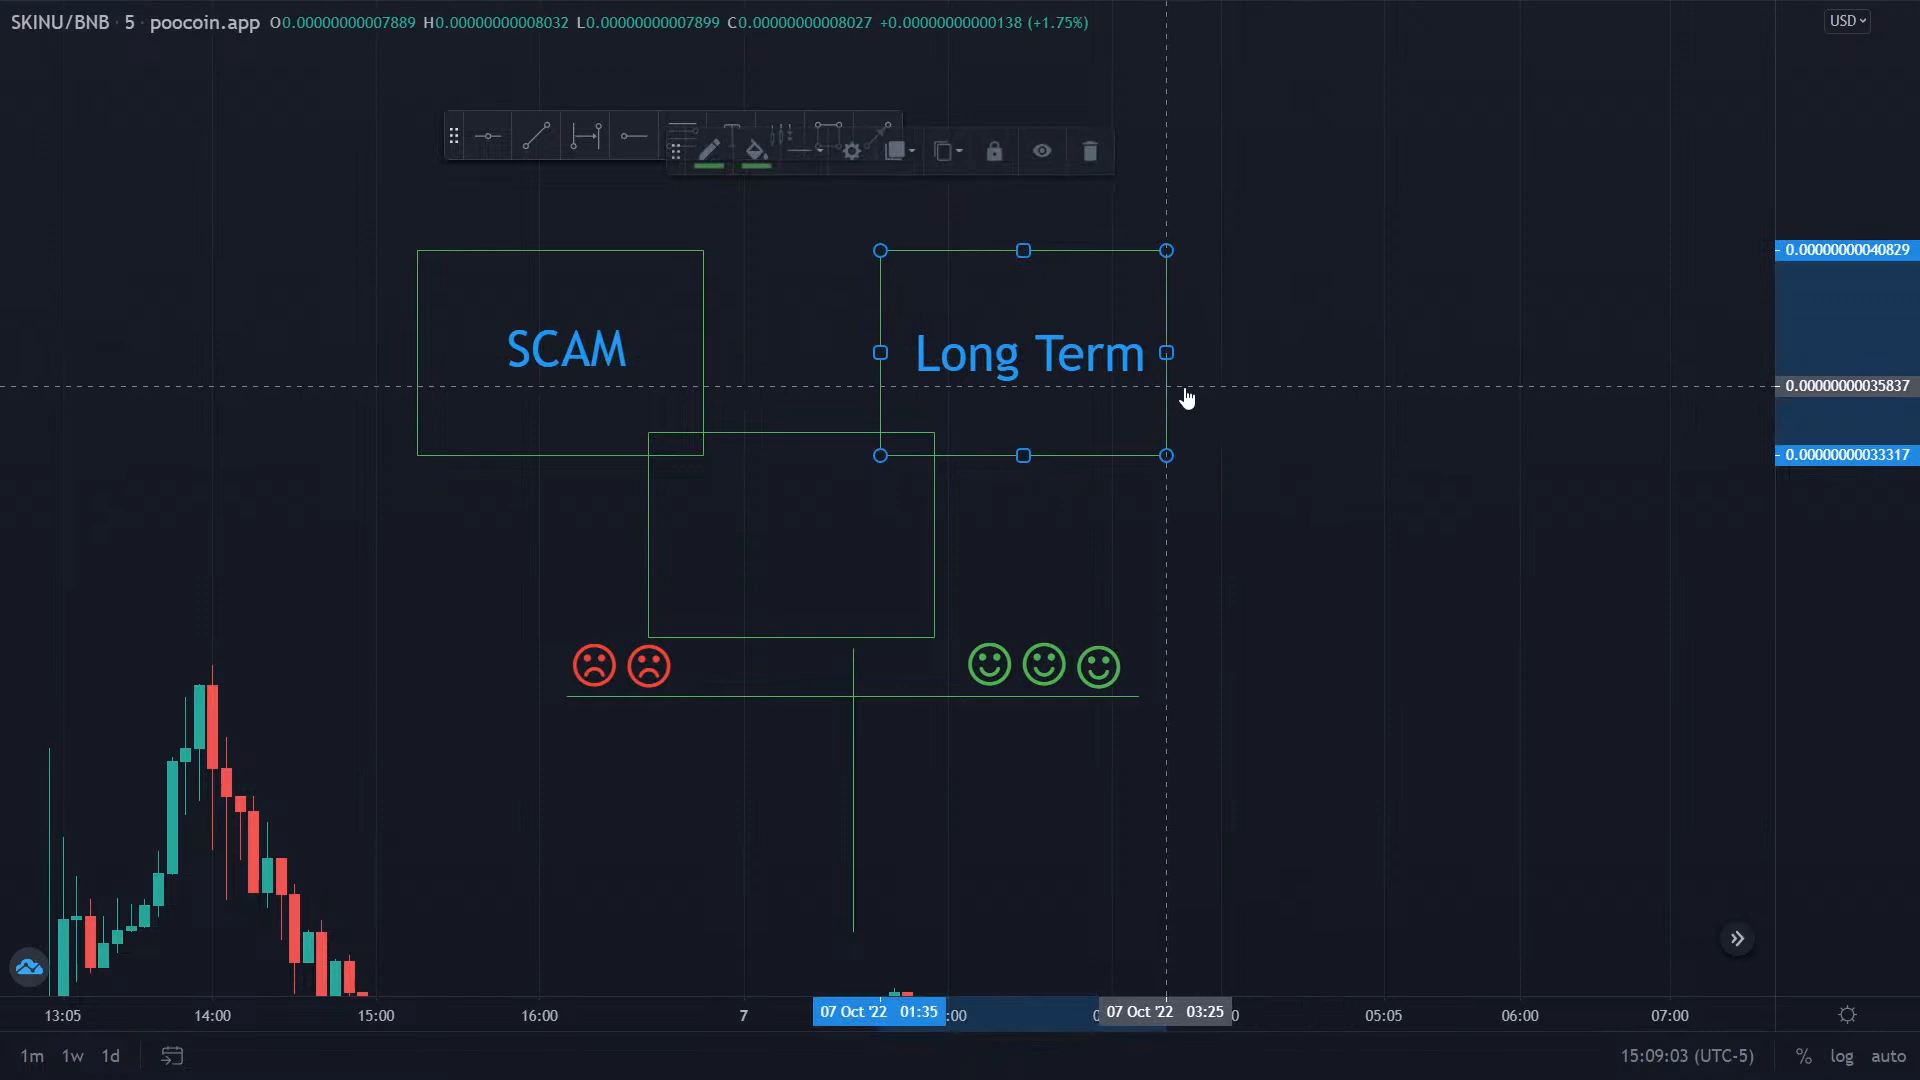 SKINU/BNB · 5 · poocoin.app O0.00000000007889 H0.00000000008032 L0.00000000007899 C0.00000000008027 +0.00000000000138 (+1.75%)
USD
0.00000000040829
SCAM
Long Term
0.00000000035837
0.00000000033317
13:05 14:00 15:00 16:00 7 07 Oct '22 01:35 :00 07 Oct '22 03:25 05:05 06:00 07:00
1m 1w 1d 15:09:03 (UTC-5) % log auto